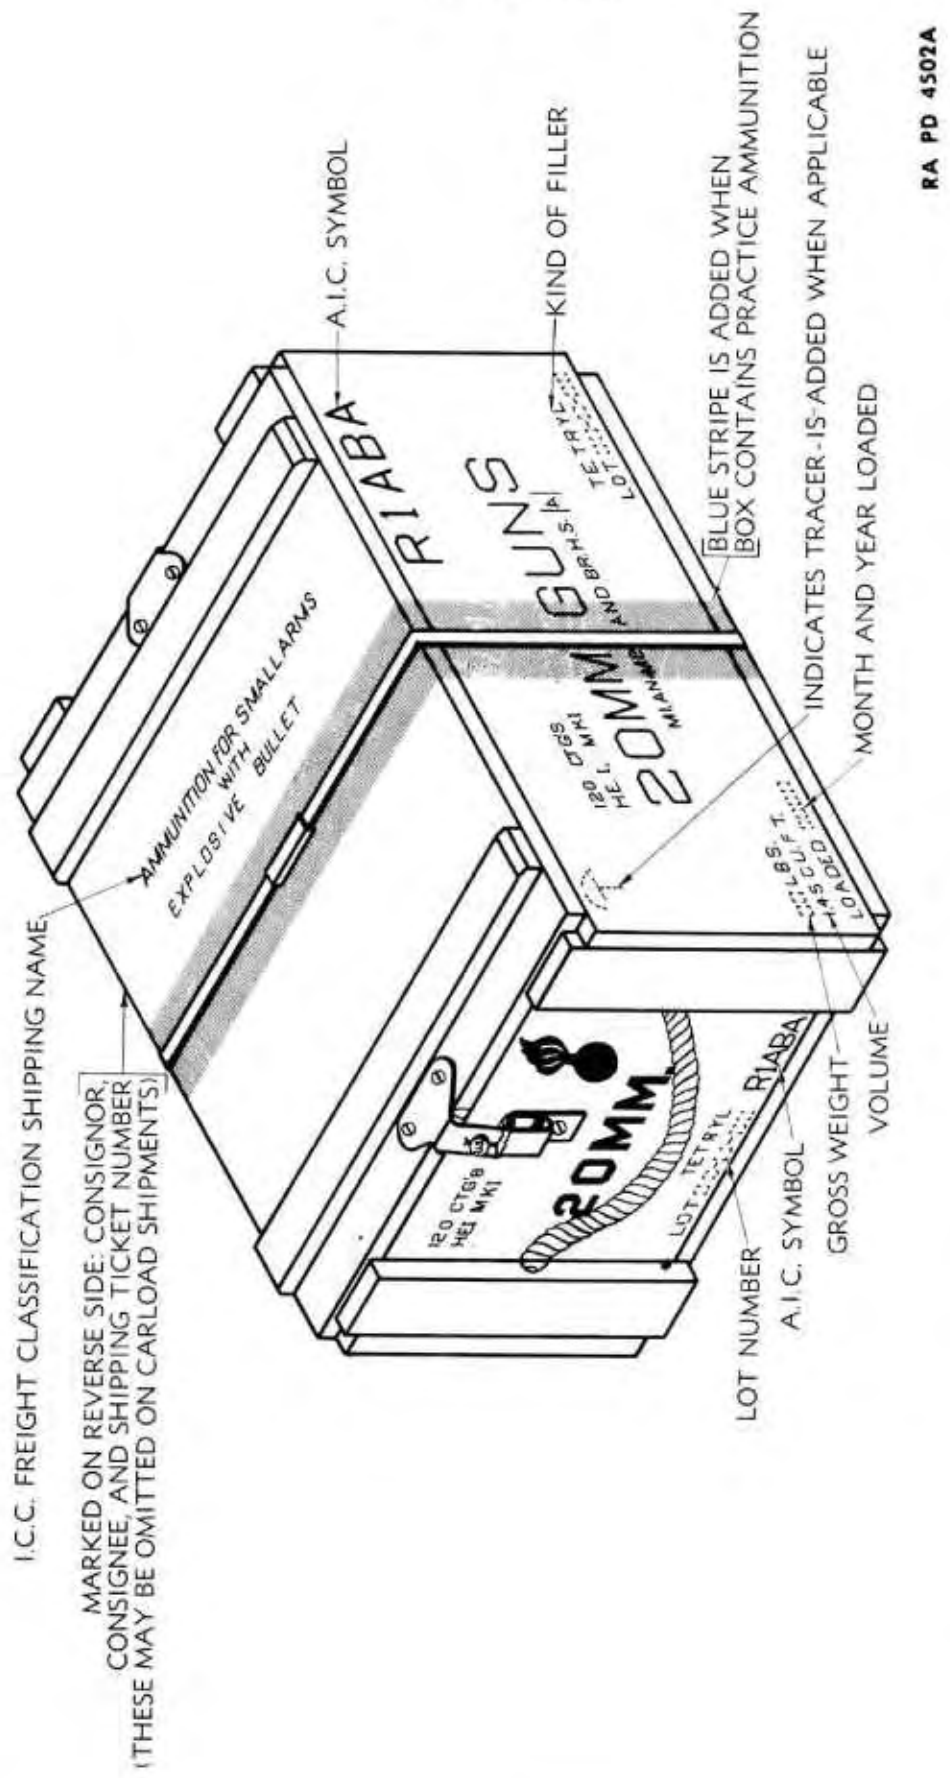 I.C.C. FREIGHT CLASSIFICATION SHIPPING NAME
MARKED ON REVERSE SIDE: CONSIGNOR,
CONSIGNEE, AND SHIPPING TICKET NUMBER
(THESE MAY BE OMITTED ON CARLOAD SHIPMENTS)
AMMUNITION FOR SMALL ARMS
WITH
EXPLOSIVE BULLET
A.I.C. SYMBOL
R1ABA
KIND OF FILLER
120 CTGS
H.E.I. MK1
20MM GUNS
AND BR.H.S. A
TETRYL
LOT
BLUE STRIPE IS ADDED WHEN
BOX CONTAINS PRACTICE AMMUNITION
INDICATES TRACER-IS-ADDED WHEN APPLICABLE
LBS.
1.45 CU.FT.
LOADED
MONTH AND YEAR LOADED
120 CTG'S
HEI MK1
20MM.
LOT TETRYL
R1ABA
LOT NUMBER
A.I.C. SYMBOL
GROSS WEIGHT
VOLUME
RA PD 4502A